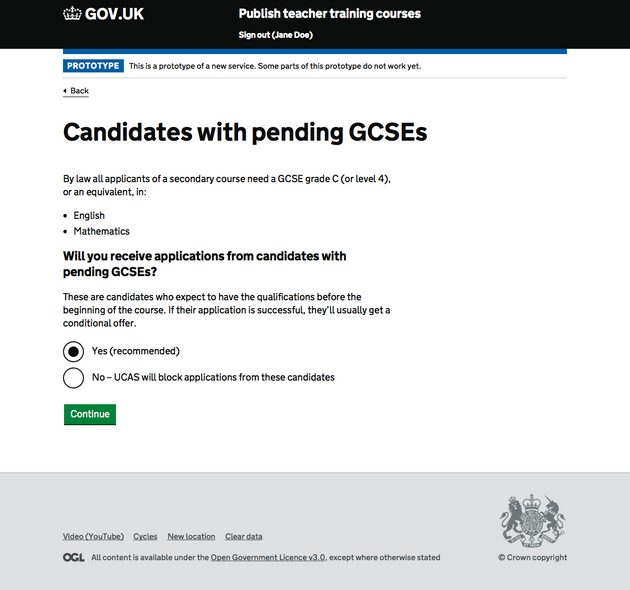 GOV.UK
Publish teacher training courses
Sign out (Jane Doe)
PROTOTYPE This is a prototype of a new service. Some parts of this prototype do not work yet.
Back
Candidates with pending GCSEs
By law all applicants of a secondary course need a GCSE grade C (or level 4),
or an equivalent, in:
• English
• Mathematics
Will you receive applications from candidates with
pending GCSEs?
These are candidates who expect to have the qualifications before the
beginning of the course. If their application is successful, they’ll usually get a
conditional offer.
Yes (recommended)
No – UCAS will block applications from these candidates
Continue
Video (YouTube) Cycles New location Clear data
OGL All content is available under the Open Government Licence v3.0, except where otherwise stated
© Crown copyright